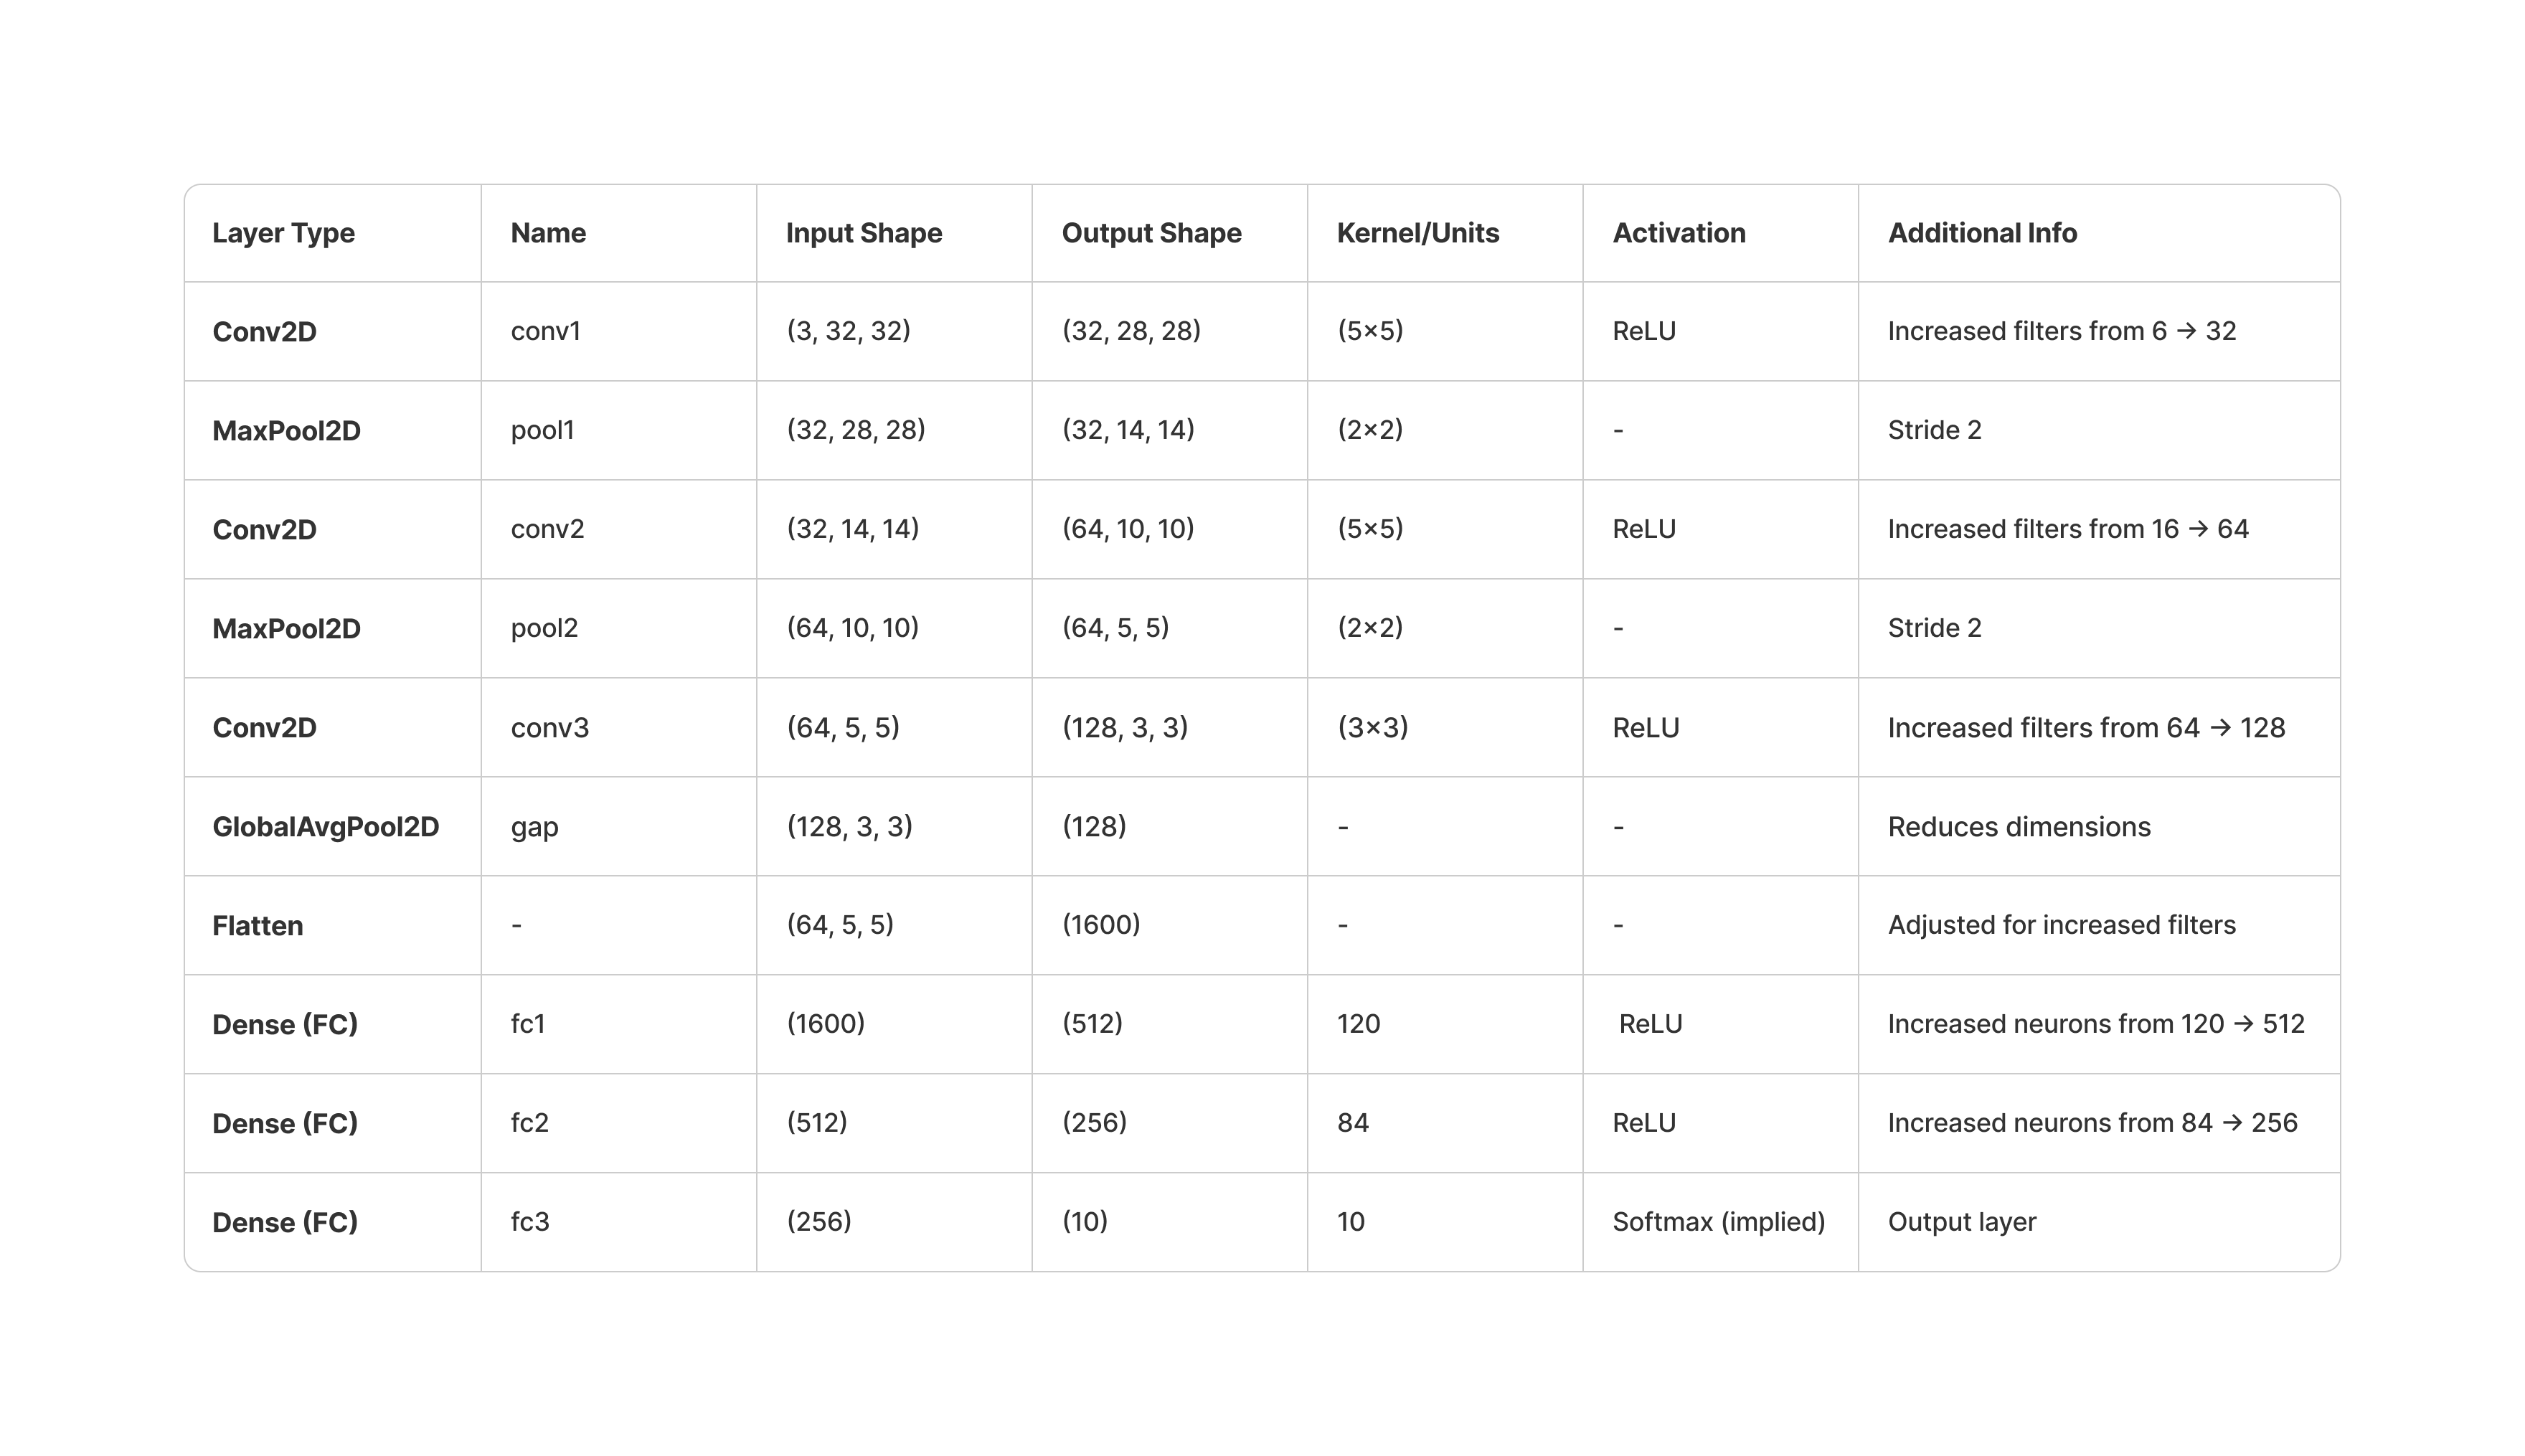 Layer Type Name Input Shape Output Shape Kernel/Units Activation Additional Info
Conv2D conv1 (3, 32, 32) (32, 28, 28) (5×5) ReLU Increased filters from 6 → 32
MaxPool2D pool1 (32, 28, 28) (32, 14, 14) (2×2) - Stride 2
Conv2D conv2 (32, 14, 14) (64, 10, 10) (5×5) ReLU Increased filters from 16 → 64
MaxPool2D pool2 (64, 10, 10) (64, 5, 5) (2×2) - Stride 2
Conv2D conv3 (64, 5, 5) (128, 3, 3) (3×3) ReLU Increased filters from 64 → 128
GlobalAvgPool2D gap (128, 3, 3) (128) - - Reduces dimensions
Flatten - (64, 5, 5) (1600) - - Adjusted for increased filters
Dense (FC) fc1 (1600) (512) 120 ReLU Increased neurons from 120 → 512
Dense (FC) fc2 (512) (256) 84 ReLU Increased neurons from 84 → 256
Dense (FC) fc3 (256) (10) 10 Softmax (implied) Output layer